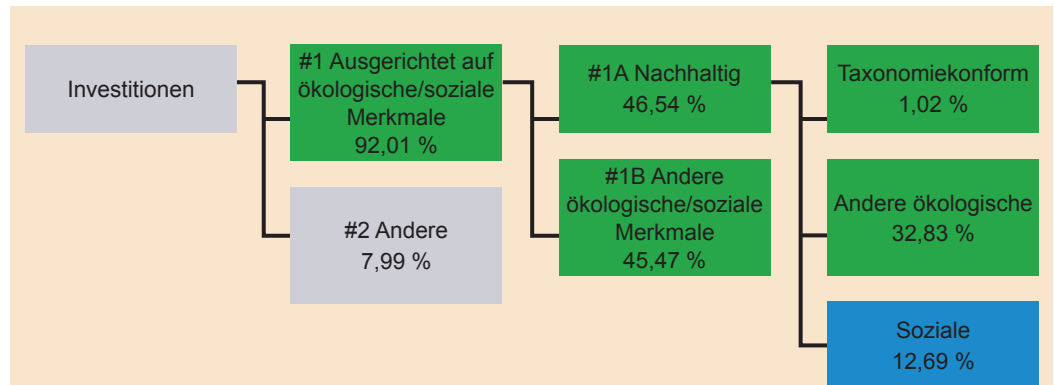 Investitionen
#1 Ausgerichtet auf
ökologische/soziale
Merkmale
92,01 %
#2 Andere
7,99 %
#1A Nachhaltig
46,54 %
#1B Andere
ökologische/soziale
Merkmale
45,47 %
Taxonomiekonform
1,02 %
Andere ökologische
32,83 %
Soziale
12,69 %